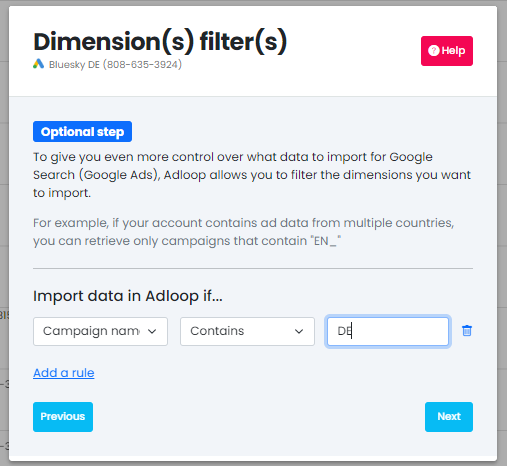 Dimension(s) filter(s)
Bluesky DE (808-635-3924)
Help
Optional step
To give you even more control over what data to import for Google
Search (Google Ads), Adloop allows you to filter the dimensions you want
to import.
For example, if your account contains ad data from multiple countries,
you can retrieve only campaigns that contain "EN_"
Import data in Adloop if...
Campaign nam Contains DE
Add a rule
Previous Next